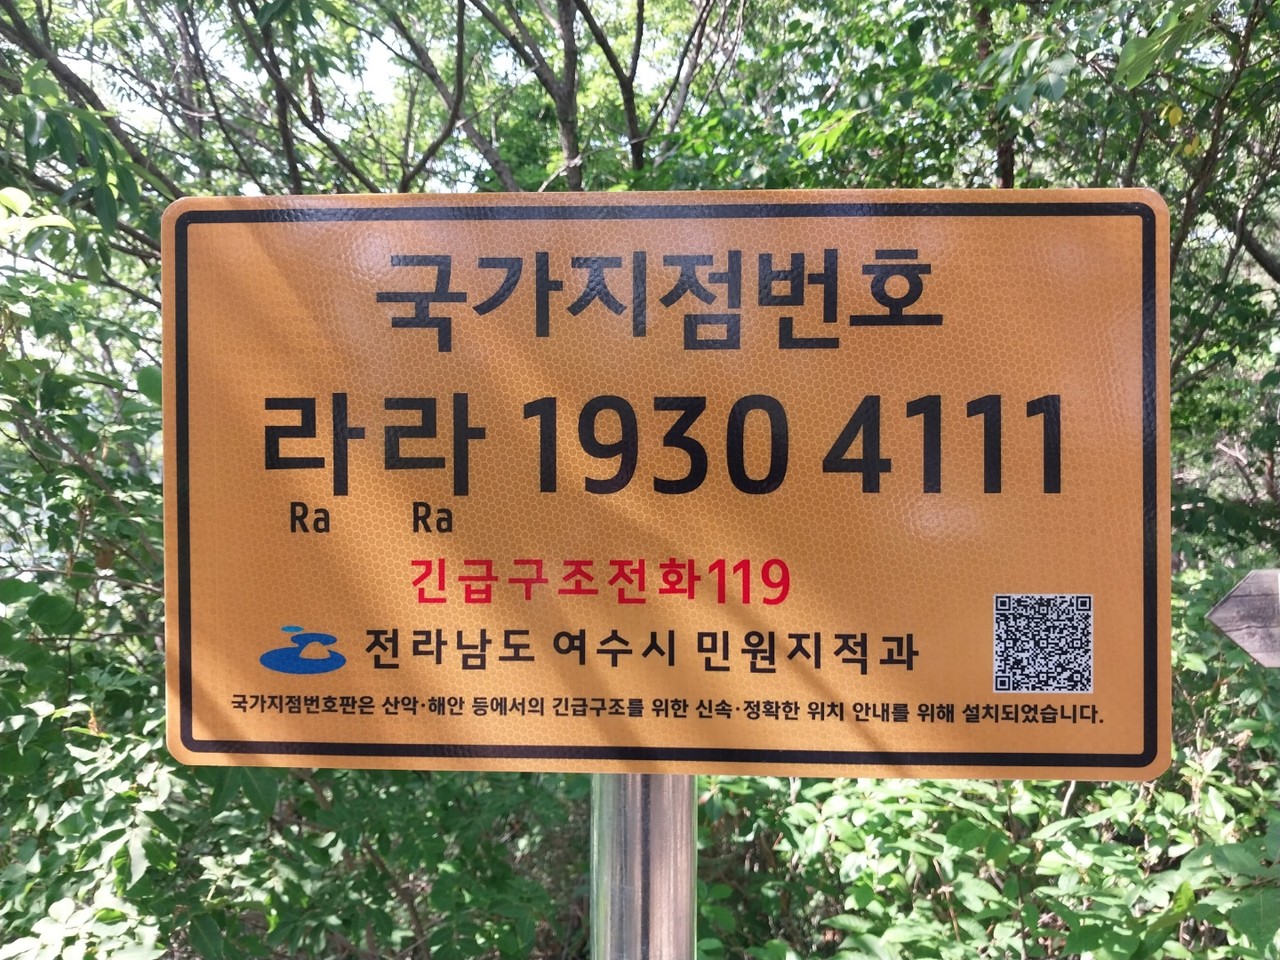 국가지점번호
라라 1930 4111
Ra Ra
긴급구조전화119
전라남도 여수시 민원지적과
국가지점번호판은 산악·해안 등에서의 긴급구조를 위한 신속·정확한 위치 안내를 위해 설치되었습니다.